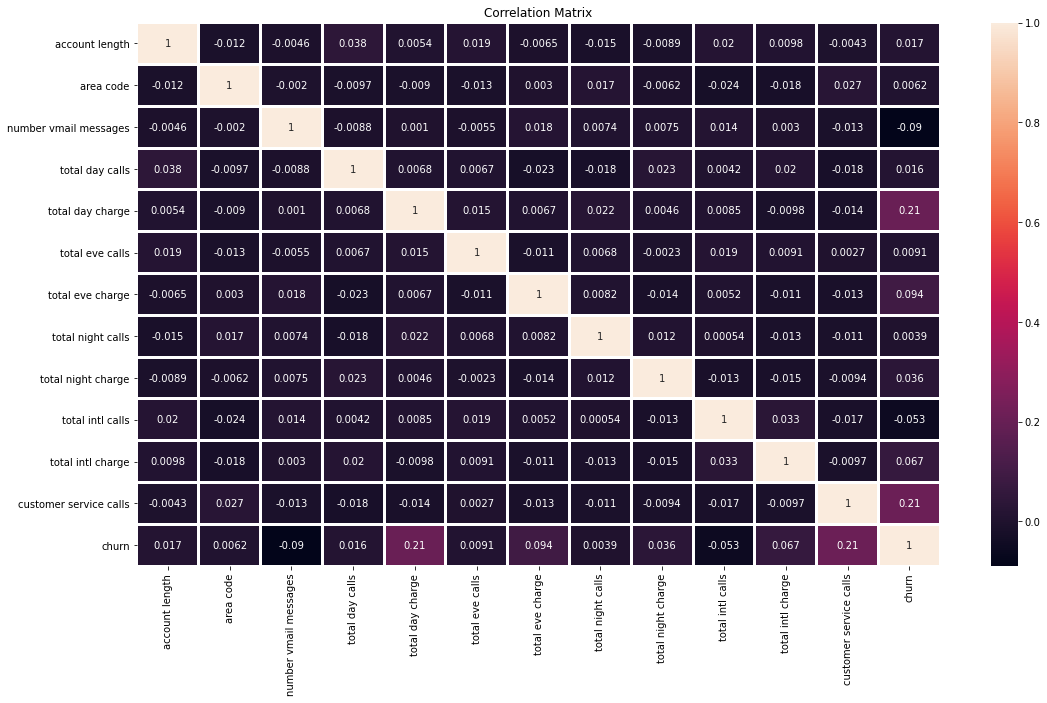 Correlation Matrix
account length 1 -0.012 -0.0046 0.038 0.0054 0.019 -0.0065 -0.015 -0.0089 0.02 0.0098 -0.0043 0.017
area code -0.012 1 -0.002 -0.0097 -0.009 -0.013 0.003 0.017 -0.0062 -0.024 -0.018 0.027 0.0062
number vmail messages -0.0046 -0.002 1 -0.0088 0.001 -0.0055 0.018 0.0074 0.0075 0.014 0.003 -0.013 -0.09
total day calls 0.038 -0.0097 -0.0088 1 0.0068 0.0067 -0.023 -0.018 0.023 0.0042 0.02 -0.018 0.016
total day charge 0.0054 -0.009 0.001 0.0068 1 0.015 0.0067 0.022 0.0046 0.0085 -0.0098 -0.014 0.21
total eve calls 0.019 -0.013 -0.0055 0.0067 0.015 1 -0.011 0.0068 -0.0023 0.019 0.0091 0.0027 0.0091
total eve charge -0.0065 0.003 0.018 -0.023 0.0067 -0.011 1 0.0082 -0.014 0.0052 -0.011 -0.013 0.094
total night calls -0.015 0.017 0.0074 -0.018 0.022 0.0068 0.0082 1 0.012 0.00054 -0.013 -0.011 0.0039
total night charge -0.0089 -0.0062 0.0075 0.023 0.0046 -0.0023 -0.014 0.012 1 -0.013 -0.015 -0.0094 0.036
total intl calls 0.02 -0.024 0.014 0.0042 0.0085 0.019 0.0052 0.00054 -0.013 1 0.033 -0.017 -0.053
total intl charge 0.0098 -0.018 0.003 0.02 -0.0098 0.0091 -0.011 -0.013 -0.015 0.033 1 -0.0097 0.067
customer service calls -0.0043 0.027 -0.013 -0.018 -0.014 0.0027 -0.013 -0.011 -0.0094 -0.017 -0.0097 1 0.21
churn 0.017 0.0062 -0.09 0.016 0.21 0.0091 0.094 0.0039 0.036 -0.053 0.067 0.21 1
account length
area code
number vmail messages
total day calls
total day charge
total eve calls
total eve charge
total night calls
total night charge
total intl calls
total intl charge
customer service calls
churn
1.0
0.8
0.6
0.4
0.2
0.0